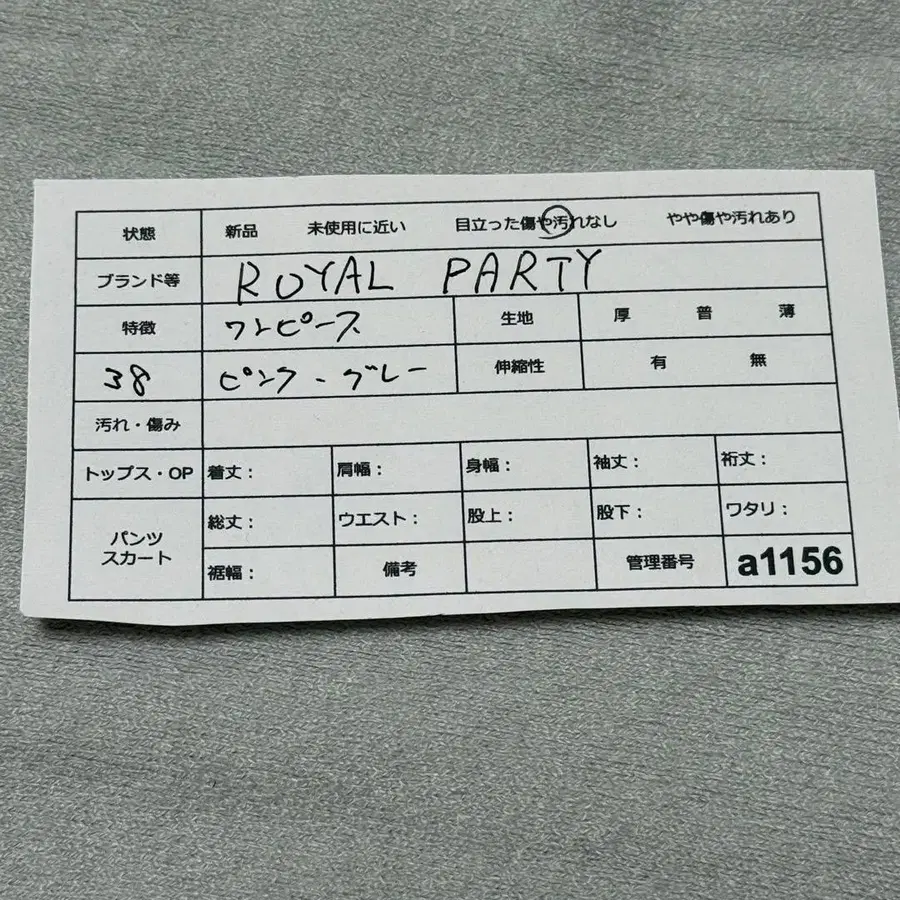 状態 新品 未使用に近い 目立った傷や汚れなし やや傷や汚れあり
ブランド等 ROYAL PARTY
特徴 ワンピース 生地 厚 普 薄
38 ピンク・グレー 伸縮性 有 無
汚れ・傷み
トップス・OP 着丈: 肩幅: 身幅: 袖丈: 裄丈:
パンツ スカート 総丈: ウエスト: 股上: 股下: ワタリ:
裾幅: 備考 管理番号 a1156